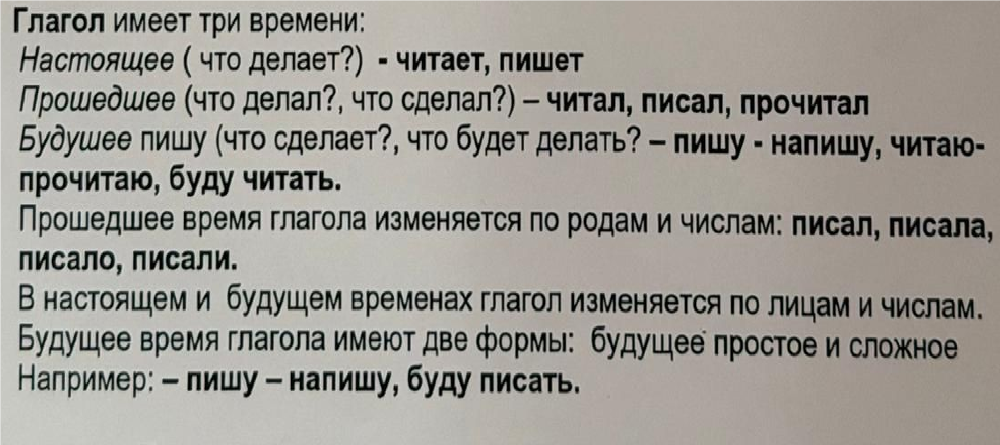 Глагол имеет три времени:
Настоящее ( что делает?) - читает, пишет
Прошедшее (что делал?, что сделал?) – читал, писал, прочитал
Будушее пишу (что сделает?, что будет делать? – пишу - напишу, читаю-
прочитаю, буду читать.
Прошедшее время глагола изменяется по родам и числам: писал, писала,
писало, писали.
В настоящем и будущем временах глагол изменяется по лицам и числам.
Будущее время глагола имеют две формы: будущее простое и сложное
Например: – пишу – напишу, буду писать.